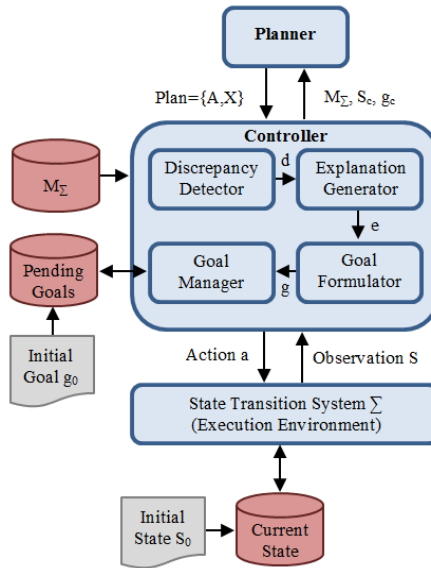 Planner
Plan={A,X}
M_Σ, S_c, g_c
Controller
Discrepancy
Detector
d
Explanation
Generator
M_Σ
e
Goal
Manager
g
Goal
Formulator
Pending
Goals
Initial
Goal g₀
Action a
Observation S
State Transition System Σ
(Execution Environment)
Initial
State S₀
Current
State